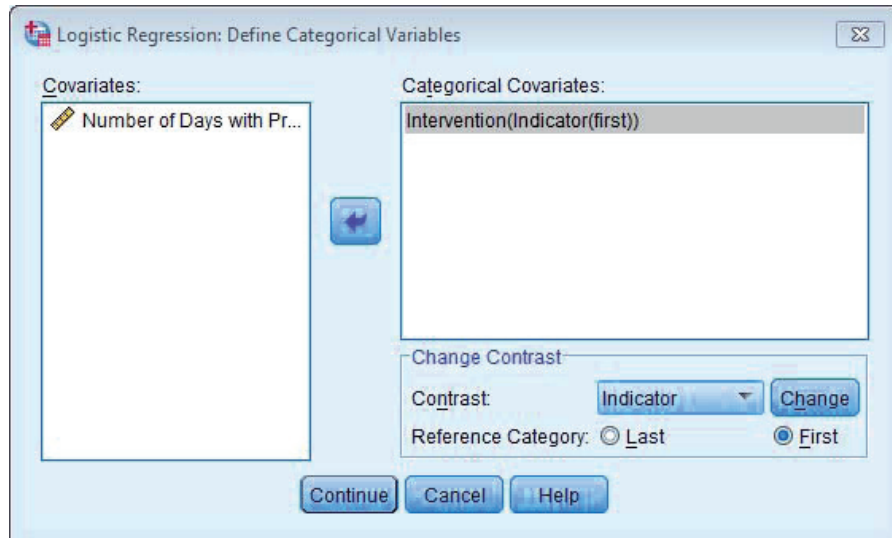 Logistic Regression: Define Categorical Variables
Covariates:
Number of Days with Pr...
Categorical Covariates:
Intervention(Indicator(first))
Change Contrast
Contrast: Indicator Change
Reference Category: Last First
Continue Cancel Help